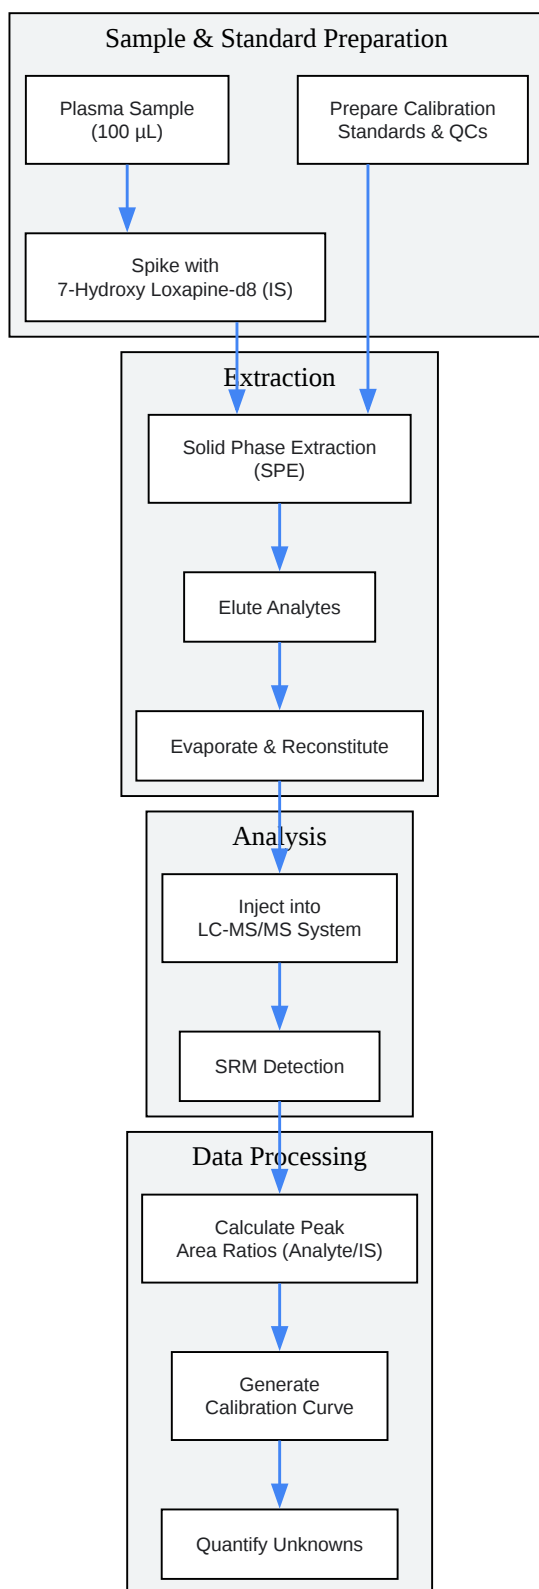 Sample & Standard Preparation
Plasma Sample
(100 µL)
Prepare Calibration
Standards & QCs
Spike with
7-Hydroxy Loxapine-d8 (IS)
Extraction
Solid Phase Extraction
(SPE)
Elute Analytes
Evaporate & Reconstitute
Analysis
Inject into
LC-MS/MS System
SRM Detection
Data Processing
Calculate Peak
Area Ratios (Analyte/IS)
Generate
Calibration Curve
Quantify Unknowns